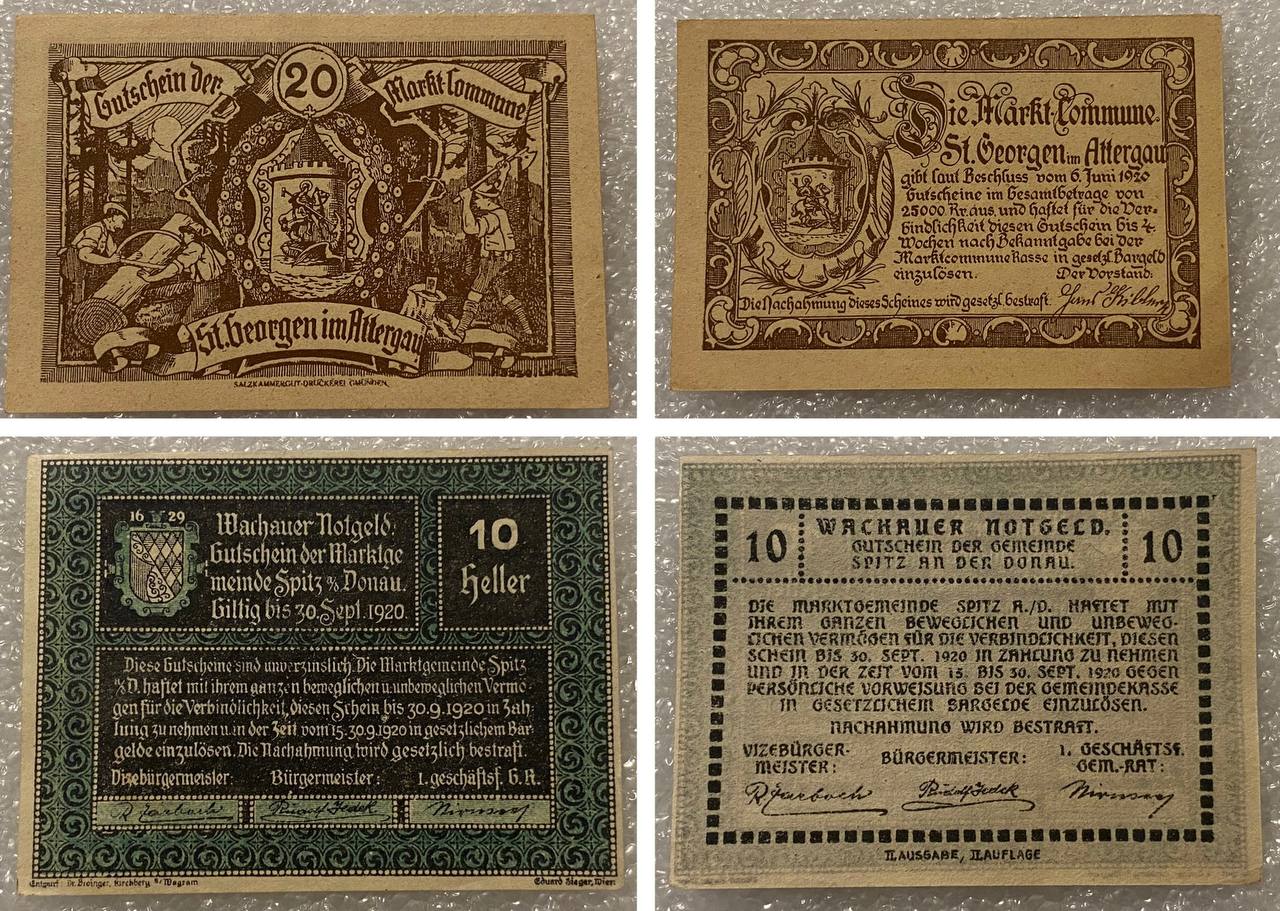 Gutschein der
20
Markt-Commune
St. Georgen im Attergau
SALZKAMMERGUT-DRUCKEREI GMUNDEN
Die Markt-Commune
St. Georgen im Attergau
gibt laut Beschluss vom 6. Juni 1920
Gutscheine im Gesamtbetrage von
25000 Kr. aus, und haftet für die Ver-
bindlichkeit diesen Gutschein bis 4
Wochen nach Bekanntgabe bei der
Marktcommune Kasse in gesetzl. Bargeld
einzulösen. Der Vorstand:
Die Nachahmung dieses Scheines wird gesetzl. bestraft.
16 29
Wachauer Notgeld:
Gutschein der Marktge
meinde Spitz a/D Donau.
Giltig bis 30. Sept. 1920.
10
Heller
Diese Gutscheine sind unverzinslich. Die Marktgemeinde Spitz
a/D. haftet mit ihrem ganzen beweglichen u. unbeweglichen Vermö-
gen für die Verbindlichkeit, diesen Schein bis 30.9.1920 in Zah-
lung zu nehmen u. in der Zeit vom 15.-30.9.1920 in gesetzlichem Bar-
gelde einzulösen. Die Nachahmung wird gesetzlich bestraft.
Vizebürgermeister: Bürgermeister: 1. geschäftsf. G. R.
Rudolf Jedek
Entwurf: Dr. Kirchberg a/Wagram
Eduard Sieger, Wien
10
WACHAUER NOTGELD.
GUTSCHEIN DER GEMEINDE
SPITZ AN DER DONAU.
10
DIE MARKTGEMEINDE SPITZ A./D. HAFTET MIT
IHREM GANZEN BEWEGLICHEN UND UNBEWEG-
LICHEN VERMÖGEN FÜR DIE VERBINDLICHKEIT, DIESEN
SCHEIN BIS 30. SEPT. 1920 IN ZAHLUNG ZU NEHMEN
UND IN DER ZEIT VOM 15. BIS 30. SEPT. 1920 GEGEN
PERSÖNLICHE VORWEISUNG BEI DER GEMEINDEKASSE
IN GESETZLICHEM BARGELDE EINZULÖSEN.
NACHAHMUNG WIRD BESTRAFT.
VIZEBÜRGER-
MEISTER:
BÜRGERMEISTER:
1. GESCHÄFTSF.
GEM.-RAT:
Rudolf Jedek
II. AUSGABE, II. AUFLAGE